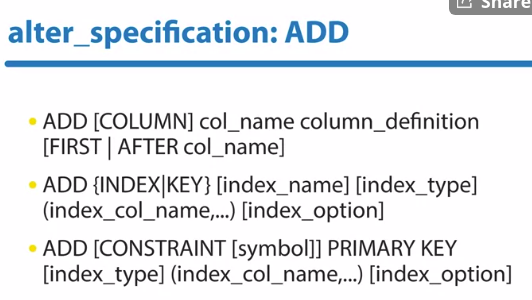 Share
alter_specification: ADD
• ADD [COLUMN] col_name column_definition
[FIRST | AFTER col_name]
• ADD {INDEX|KEY} [index_name] [index_type]
(index_col_name,...) [index_option]
• ADD [CONSTRAINT [symbol]] PRIMARY KEY
[index_type] (index_col_name,...) [index_option]